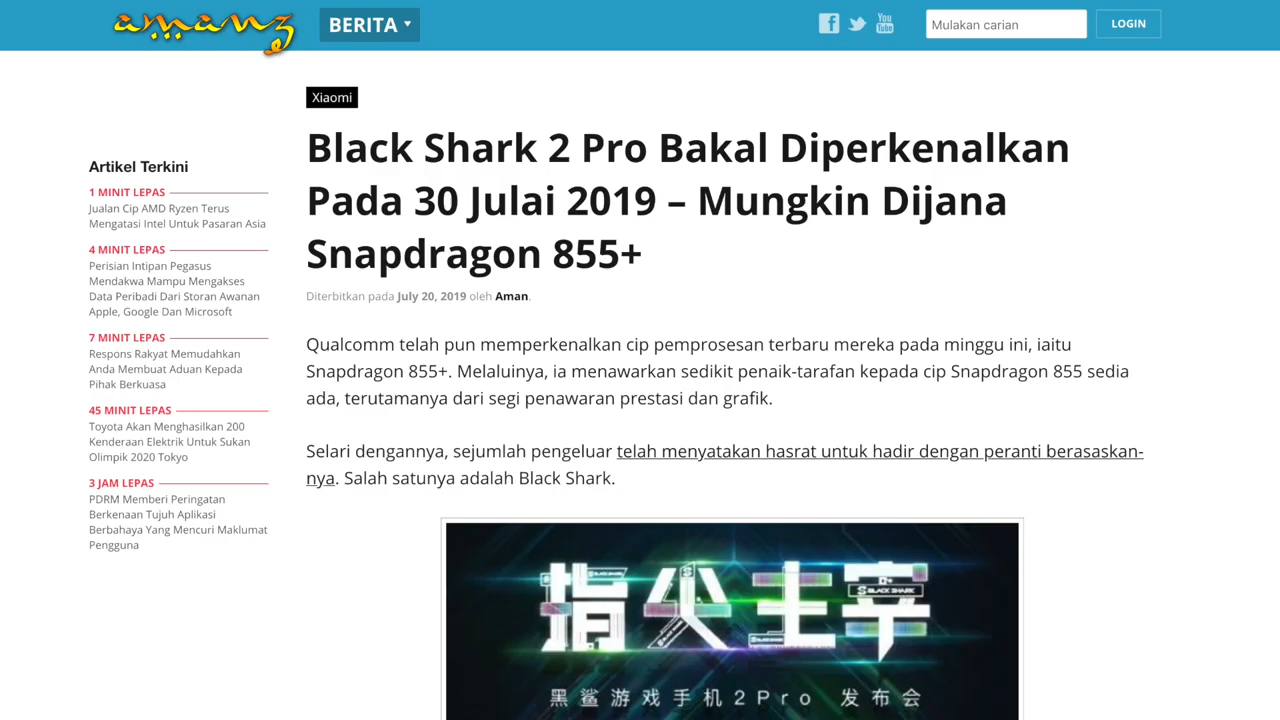 amanz
BERITA
You
Tube
Mulakan carian
LOGIN
Xiaomi
Black Shark 2 Pro Bakal Diperkenalkan
Pada 30 Julai 2019 – Mungkin Dijana
Snapdragon 855+
Diterbitkan pada July 20, 2019 oleh Aman.
Artikel Terkini
1 MINIT LEPAS
Jualan Cip AMD Ryzen Terus
Mengatasi Intel Untuk Pasaran Asia
4 MINIT LEPAS
Perisian Intipan Pegasus
Mendakwa Mampu Mengakses
Data Peribadi Dari Storan Awanan
Apple, Google Dan Microsoft
7 MINIT LEPAS
Respons Rakyat Memudahkan
Anda Membuat Aduan Kepada
Pihak Berkuasa
45 MINIT LEPAS
Toyota Akan Menghasilkan 200
Kenderaan Elektrik Untuk Sukan
Olimpik 2020 Tokyo
3 JAM LEPAS
PDRM Memberi Peringatan
Berkenaan Tujuh Aplikasi
Berbahaya Yang Mencuri Maklumat
Pengguna
Qualcomm telah pun memperkenalkan cip pemprosesan terbaru mereka pada minggu ini, iaitu
Snapdragon 855+. Melaluinya, ia menawarkan sedikit penaik-tarafan kepada cip Snapdragon 855 sedia
ada, terutamanya dari segi penawaran prestasi dan grafik.
Selari dengannya, sejumlah pengeluar telah menyatakan hasrat untuk hadir dengan peranti berasaskan-
nya. Salah satunya adalah Black Shark.
指尖主宰
BLACK SHARK
黑鲨游戏手机2Pro 发布会